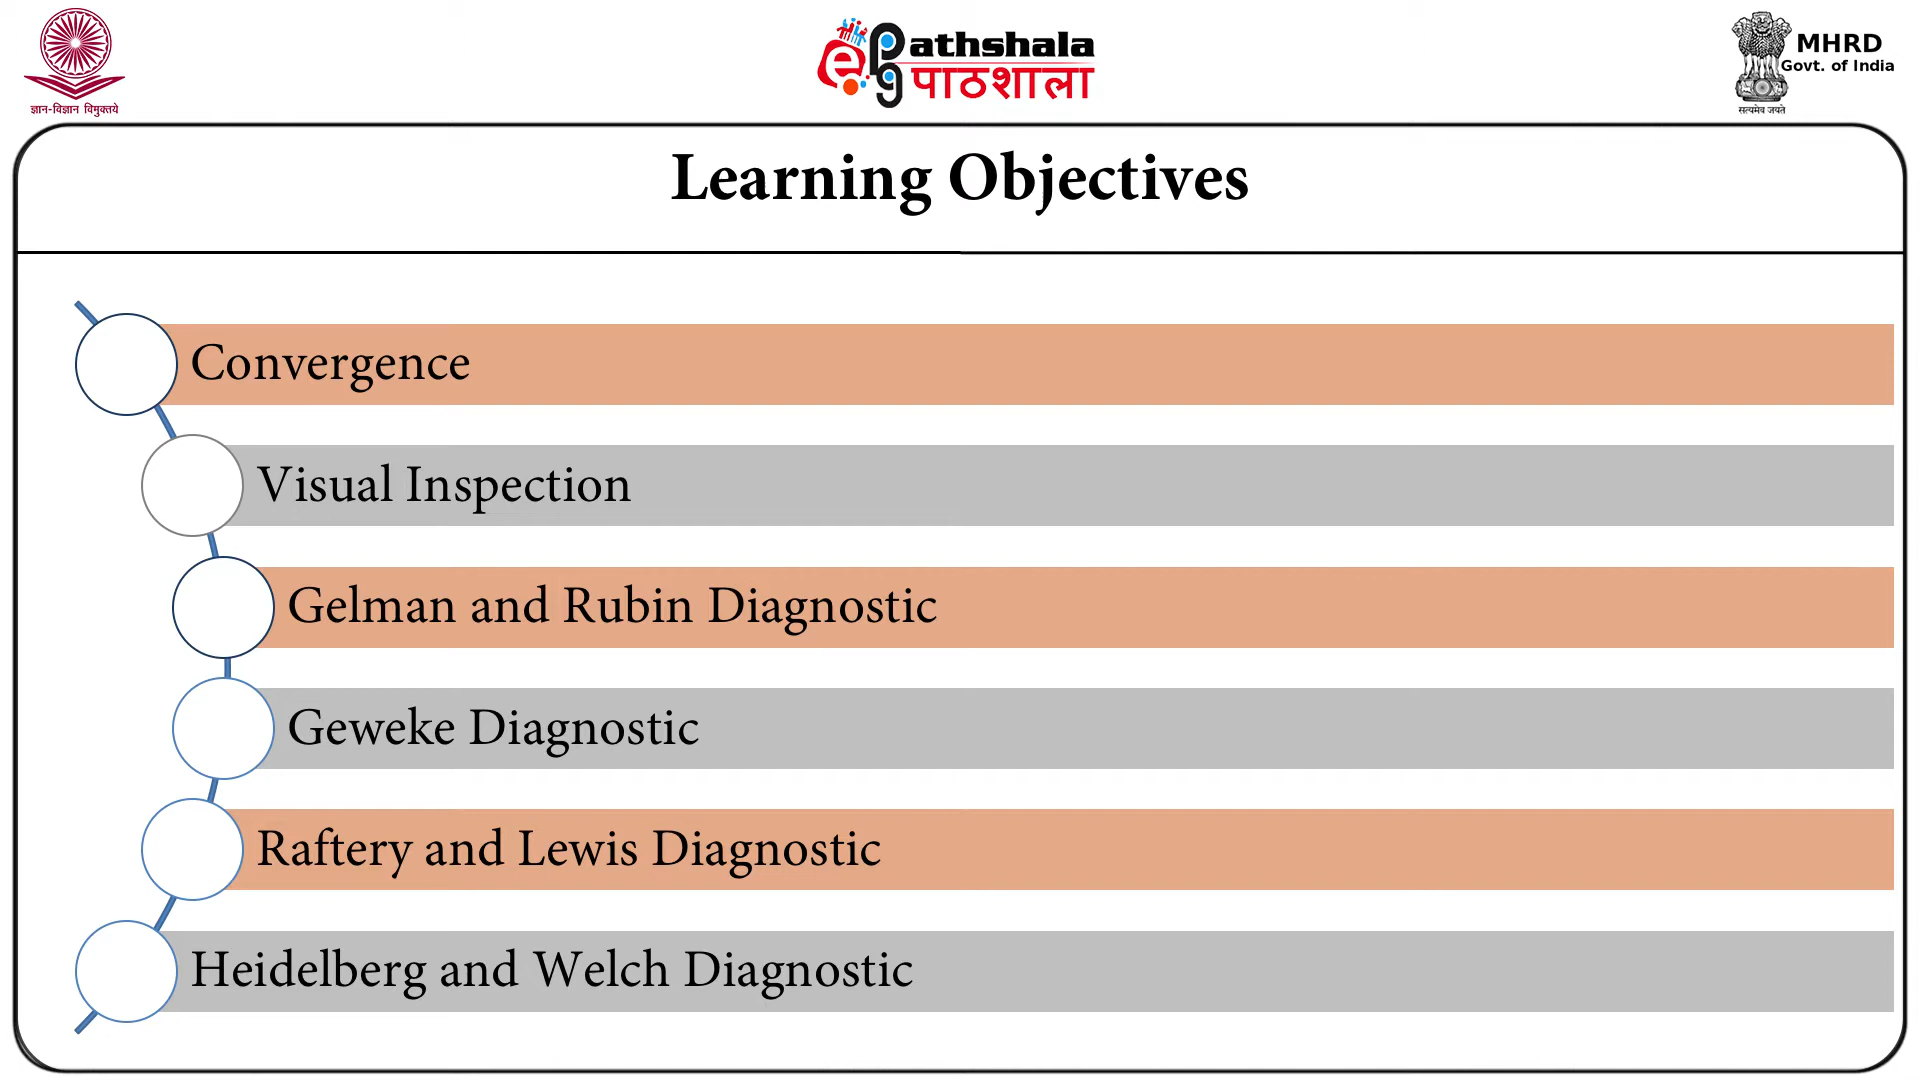 ज्ञान-विज्ञान विमुक्तये
ePG Pathshala
पाठशाला
MHRD
Govt. of India
सत्यमेव जयते
Learning Objectives
Convergence
Visual Inspection
Gelman and Rubin Diagnostic
Geweke Diagnostic
Raftery and Lewis Diagnostic
Heidelberg and Welch Diagnostic